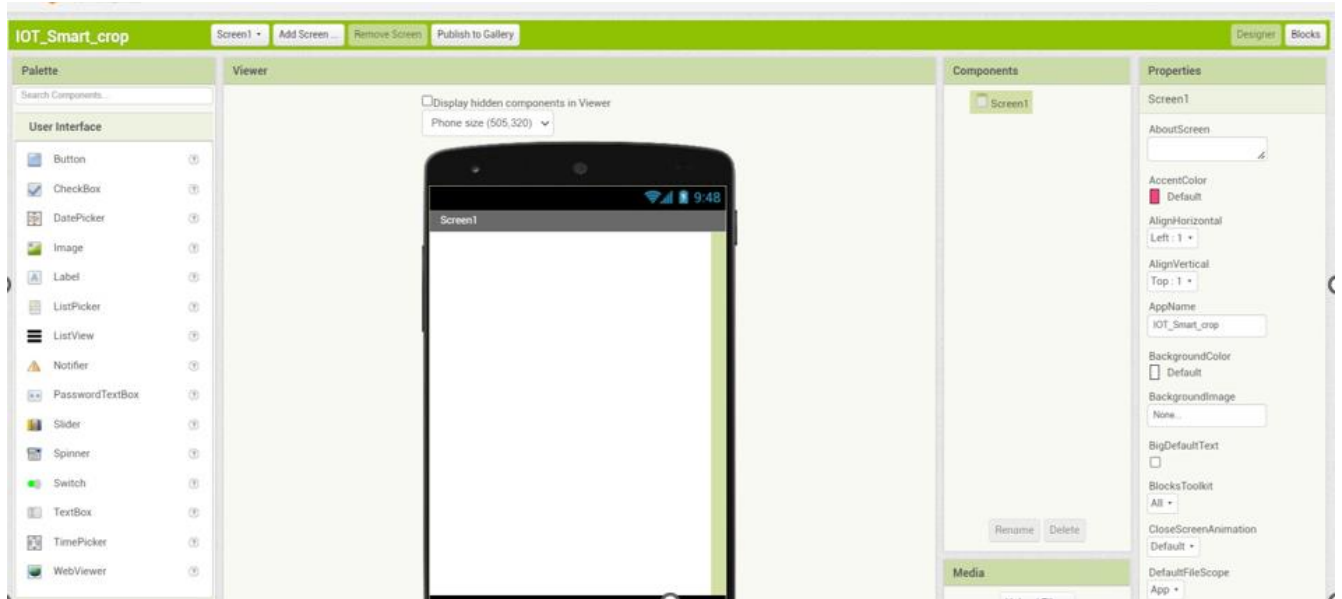 IOT_Smart_crop
Screen1
Add Screen ...
Remove Screen
Publish to Gallery
Designer
Blocks
Palette
Search Components...
User Interface
Button
CheckBox
DatePicker
Image
Label
ListPicker
ListView
Notifier
PasswordTextBox
Slider
Spinner
Switch
TextBox
TimePicker
WebViewer
Viewer
Display hidden components in Viewer
Phone size (505,320)
9:48
Screen1
Components
Screen1
Rename
Delete
Media
Properties
Screen1
AboutScreen
AccentColor
Default
AlignHorizontal
Left : 1
AlignVertical
Top : 1
AppName
IOT_Smart_crop
BackgroundColor
Default
BackgroundImage
None...
BigDefaultText
BlocksToolkit
All
CloseScreenAnimation
Default
DefaultFileScope
App